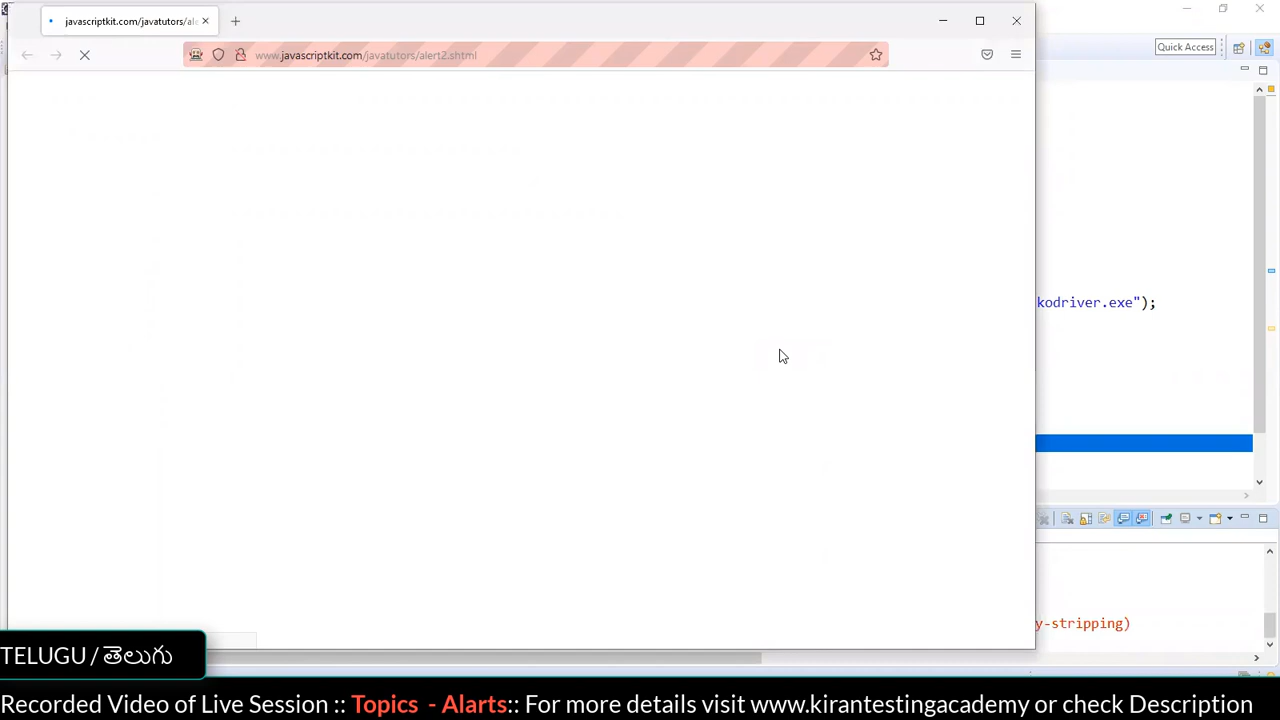 javascriptkit.com/javatutors/ale
www.javascriptkit.com/javatutors/alert2.shtml
Quick Access
kodriver.exe");
y-stripping)
TELUGU / తెలుగు
Recorded Video of Live Session :: Topics - Alarts:: For more details visit www.kirantestingacademy or check Description